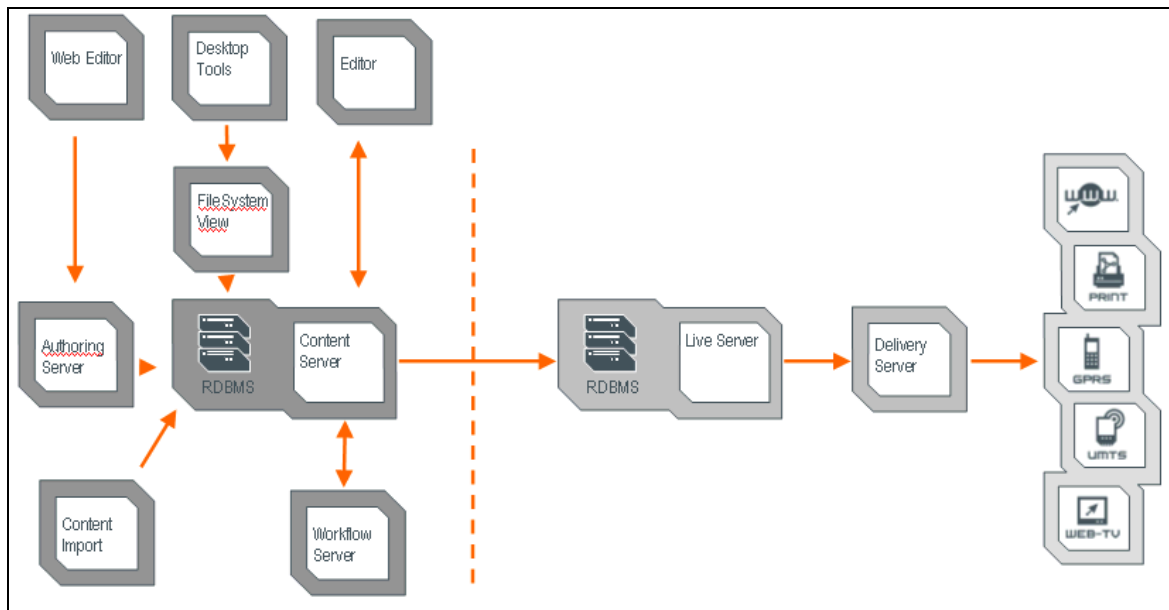 Web Editor
Desktop
Tools
Editor
FileSystem
View
Authoring
Server
RDBMS
Content
Server
Content
Import
Workflow
Server
RDBMS
Live Server
Delivery
Server
WWW.
PRINT
GPRS
UMTS
WEB-TV